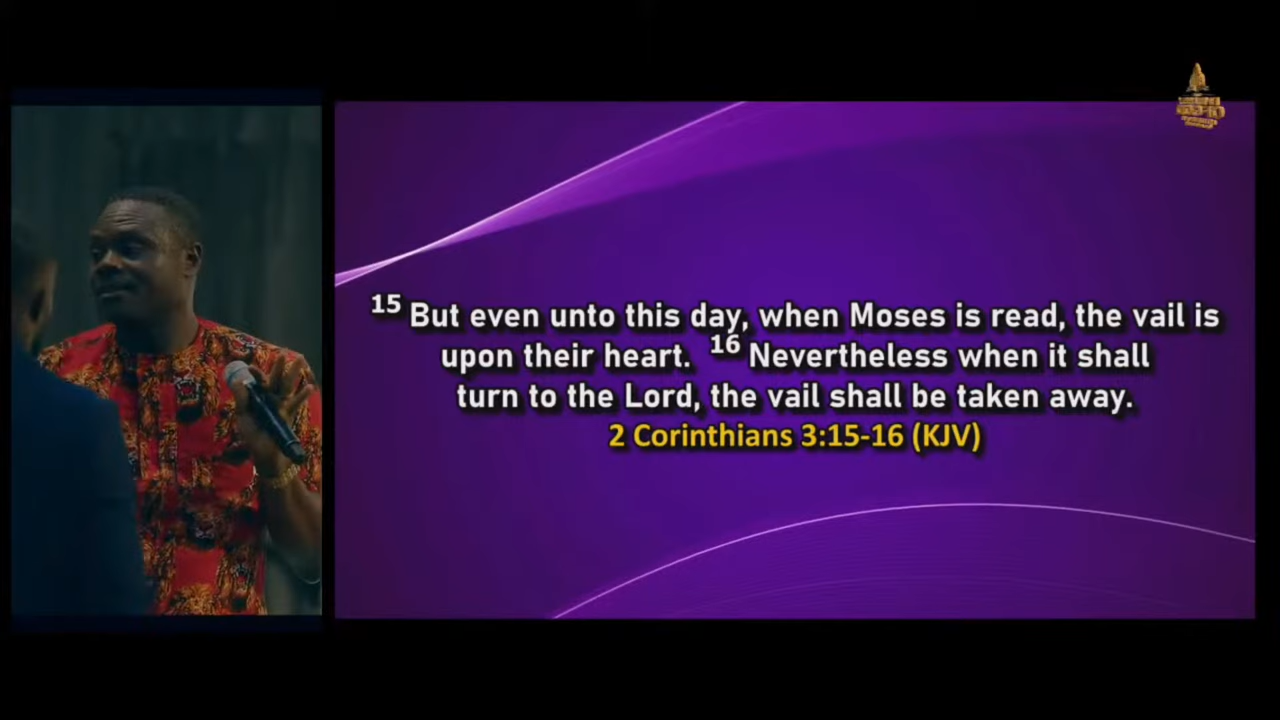 15 But even unto this day, when Moses is read, the vail is
upon their heart. 16 Nevertheless when it shall
turn to the Lord, the vail shall be taken away.
2 Corinthians 3:15-16 (KJV)